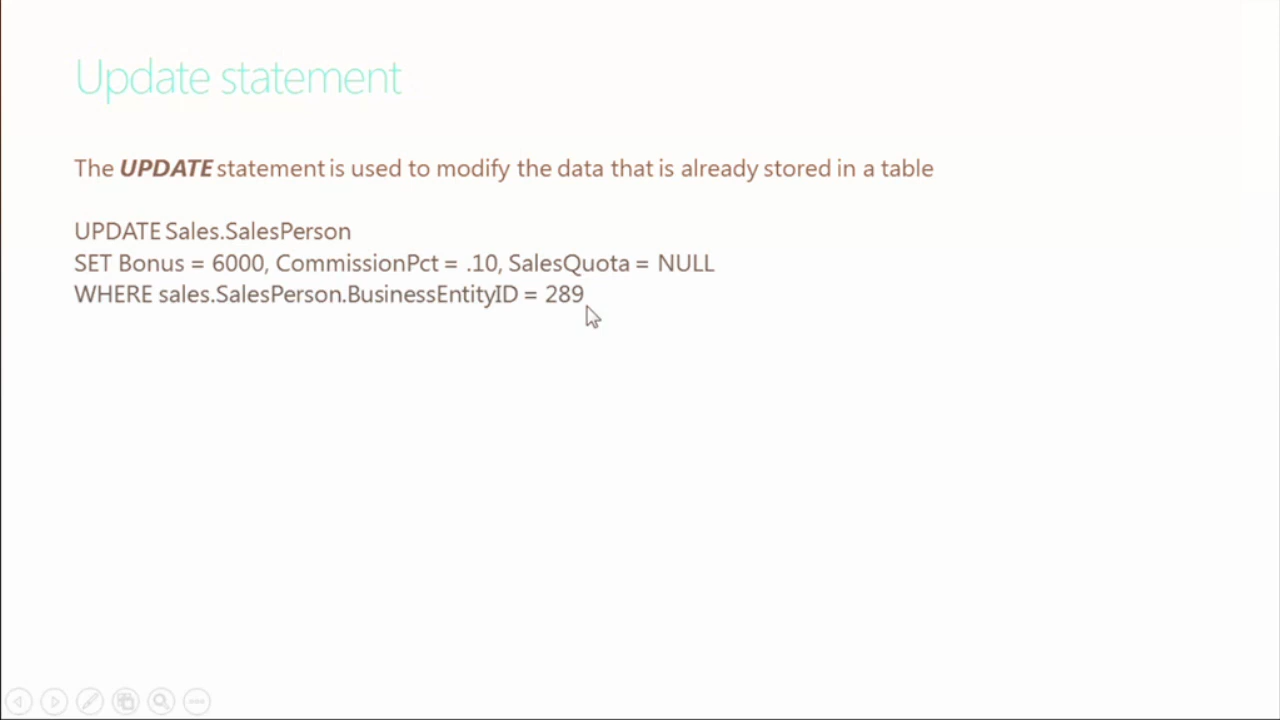 Update statement
The UPDATE statement is used to modify the data that is already stored in a table
UPDATE Sales.SalesPerson
SET Bonus = 6000, CommissionPct = .10, SalesQuota = NULL
WHERE sales.SalesPerson.BusinessEntityID = 289